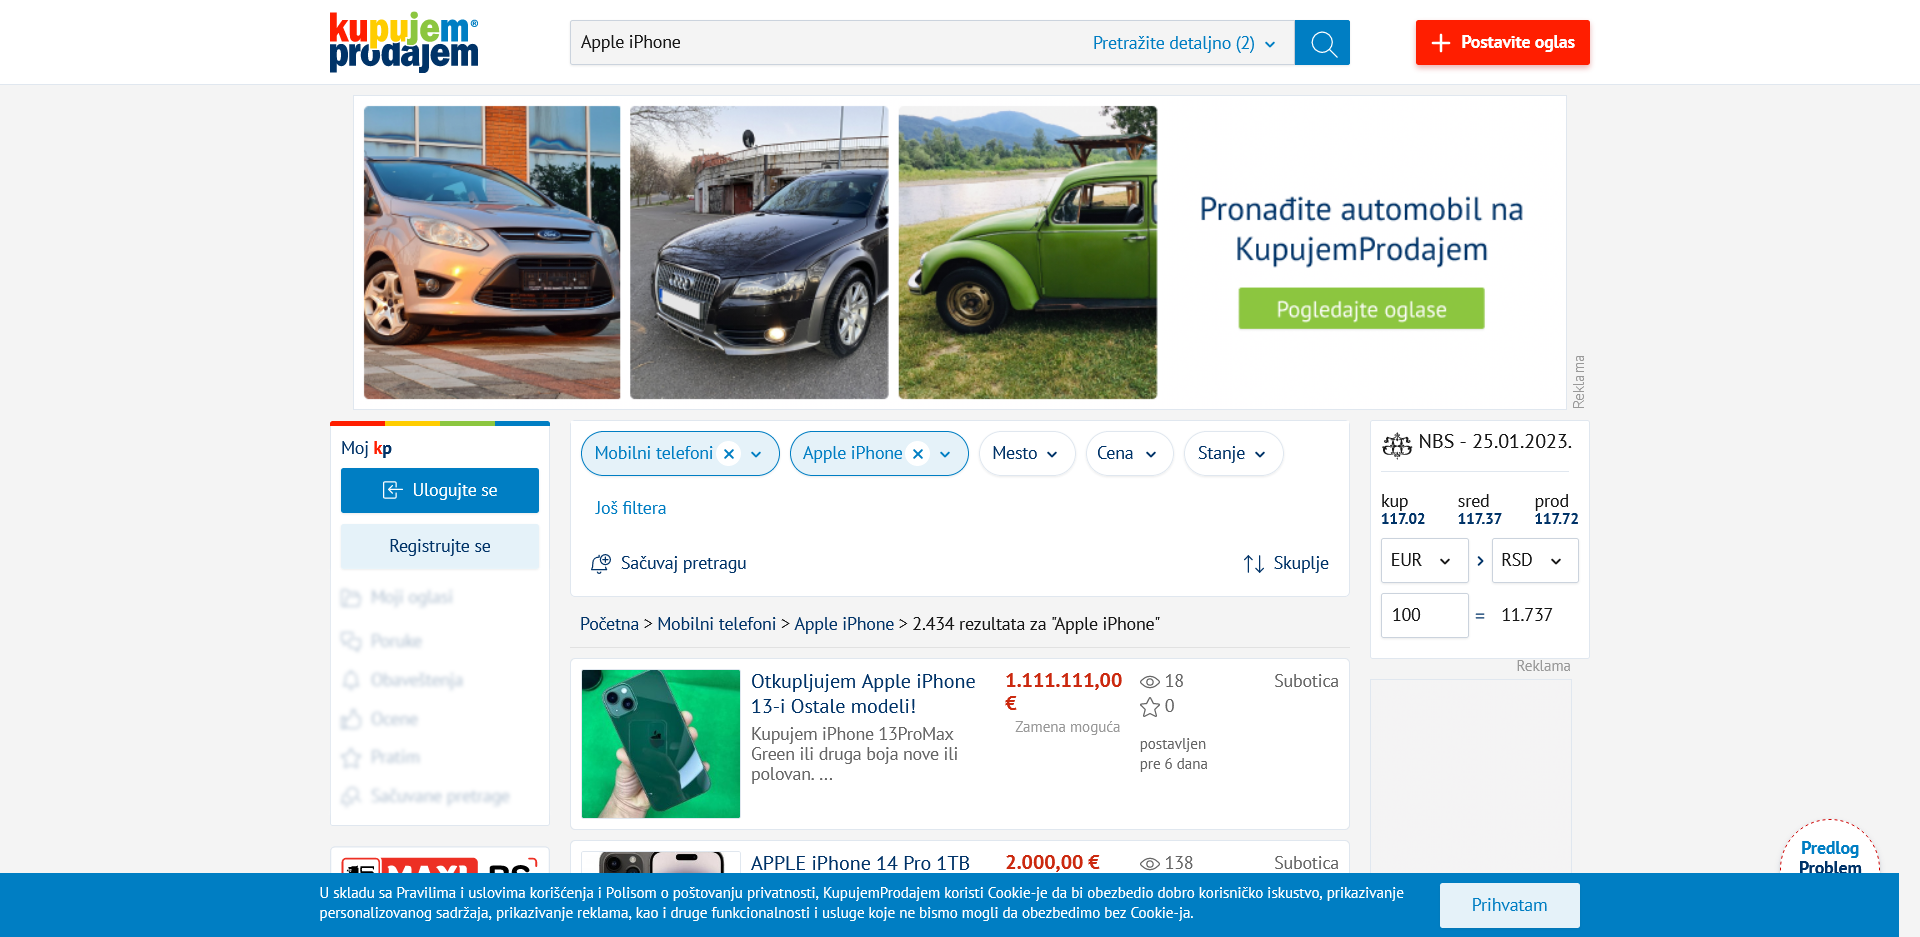 kupujem®
prodajem
Apple iPhone
Pretražite detaljno (2)
Postavite oglas
Pronađite automobil na
KupujemProdajem
Pogledajte oglase
Reklama
Moj kp
Ulogujte se
Registrujte se
Moji oglasi
Poruke
Obaveštenja
Ocene
Pratim
Sačuvane pretrage
Mobilni telefoni
Apple iPhone
Mesto
Cena
Stanje
Još filtera
Sačuvaj pretragu
Skuplje
Početna > Mobilni telefoni > Apple iPhone > 2.434 rezultata za "Apple iPhone"
Otkupljujem Apple iPhone
13-i Ostale modeli!
Kupujem iPhone 13ProMax
Green ili druga boja nove ili
polovan. ...
1.111.111,00
€
Zamena moguća
18
0
postavljen
pre 6 dana
Subotica
APPLE iPhone 14 Pro 1TB
2.000,00 €
138
Subotica
NBS - 25.01.2023.
kup sred prod
117.02 117.37 117.72
EUR > RSD
100 = 11.737
Reklama
Predlog
Problem
U skladu sa Pravilima i uslovima korišćenja i Polisom o poštovanju privatnosti, KupujemProdajem koristi Cookie-je da bi obezbedio dobro korisničko iskustvo, prikazivanje
personalizovanog sadržaja, prikazivanje reklama, kao i druge funkcionalnosti i usluge koje ne bismo mogli da obezbedimo bez Cookie-ja.
Prihvatam